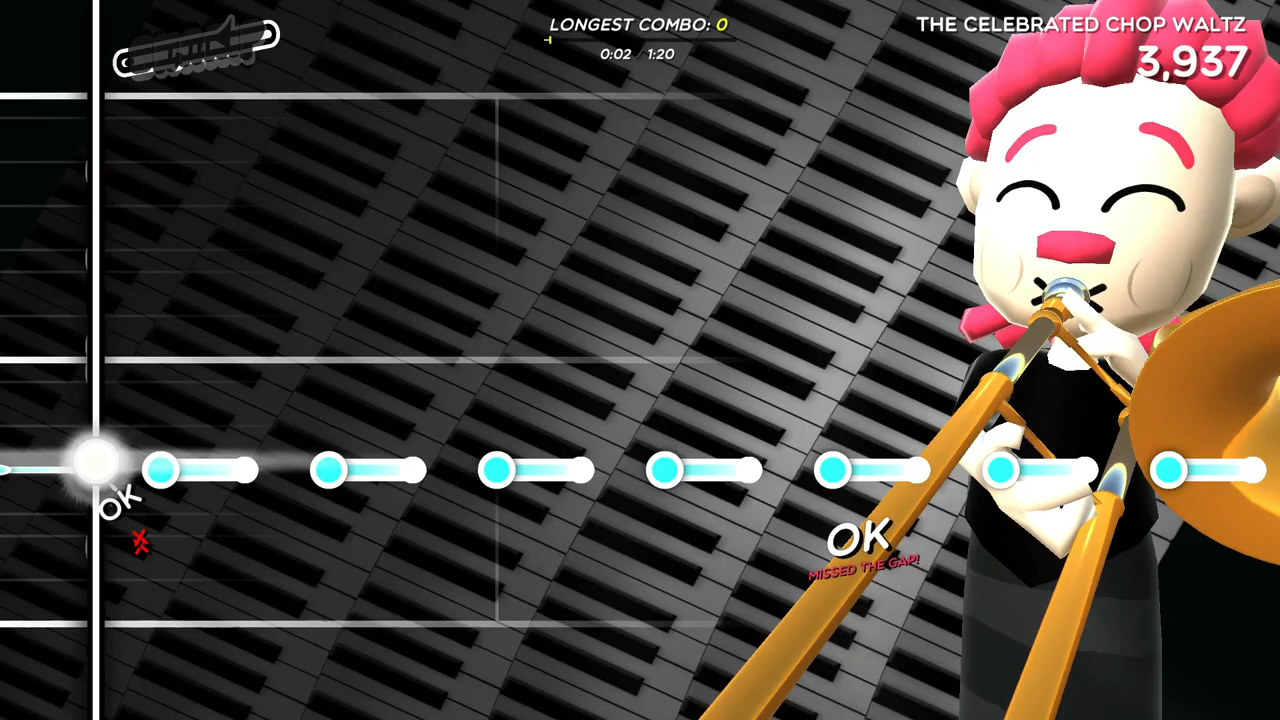 LONGEST COMBO: 0
0:02 / 1:20
THE CELEBRATED CHOP WALTZ
3,937
OK
OK
MISSED THE GAP!